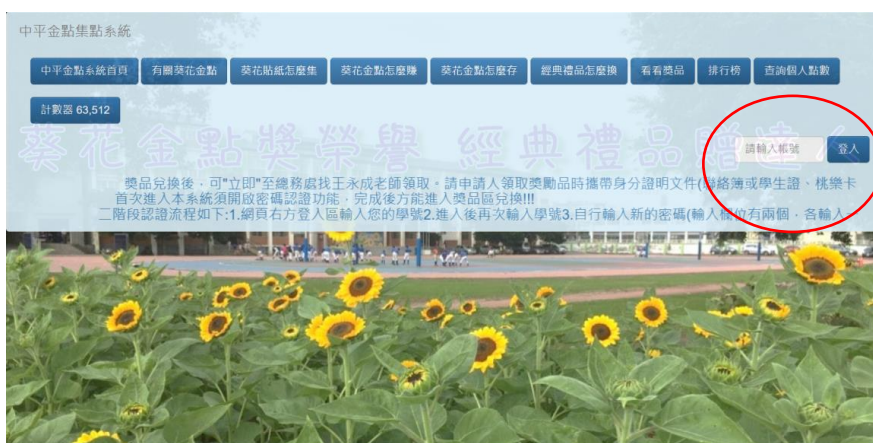 中平金點集點系統
中平金點系統首頁 有關葵花金點 葵花貼紙怎麼集 葵花金點怎麼賺 葵花金點怎麼存 經典禮品怎麼換 看看獎品 排行榜 查詢個人點數
計數器 63,512
葵花金點獎榮譽 經典禮品贈達人
請輸入帳號 登入
獎品兌換後，可"立即"至總務處找王永成老師領取。請申請人領取獎勵品時攜帶身分證明文件(聯絡簿或學生證、桃樂卡
首次進入本系統須開啟密碼認證功能，完成後方能進入獎品區兌換!!!
二階段認證流程如下:1.網頁右方登入區輸入您的學號2.進入後再次輸入學號3.自行輸入新的密碼(輸入欄位有兩個，各輸入